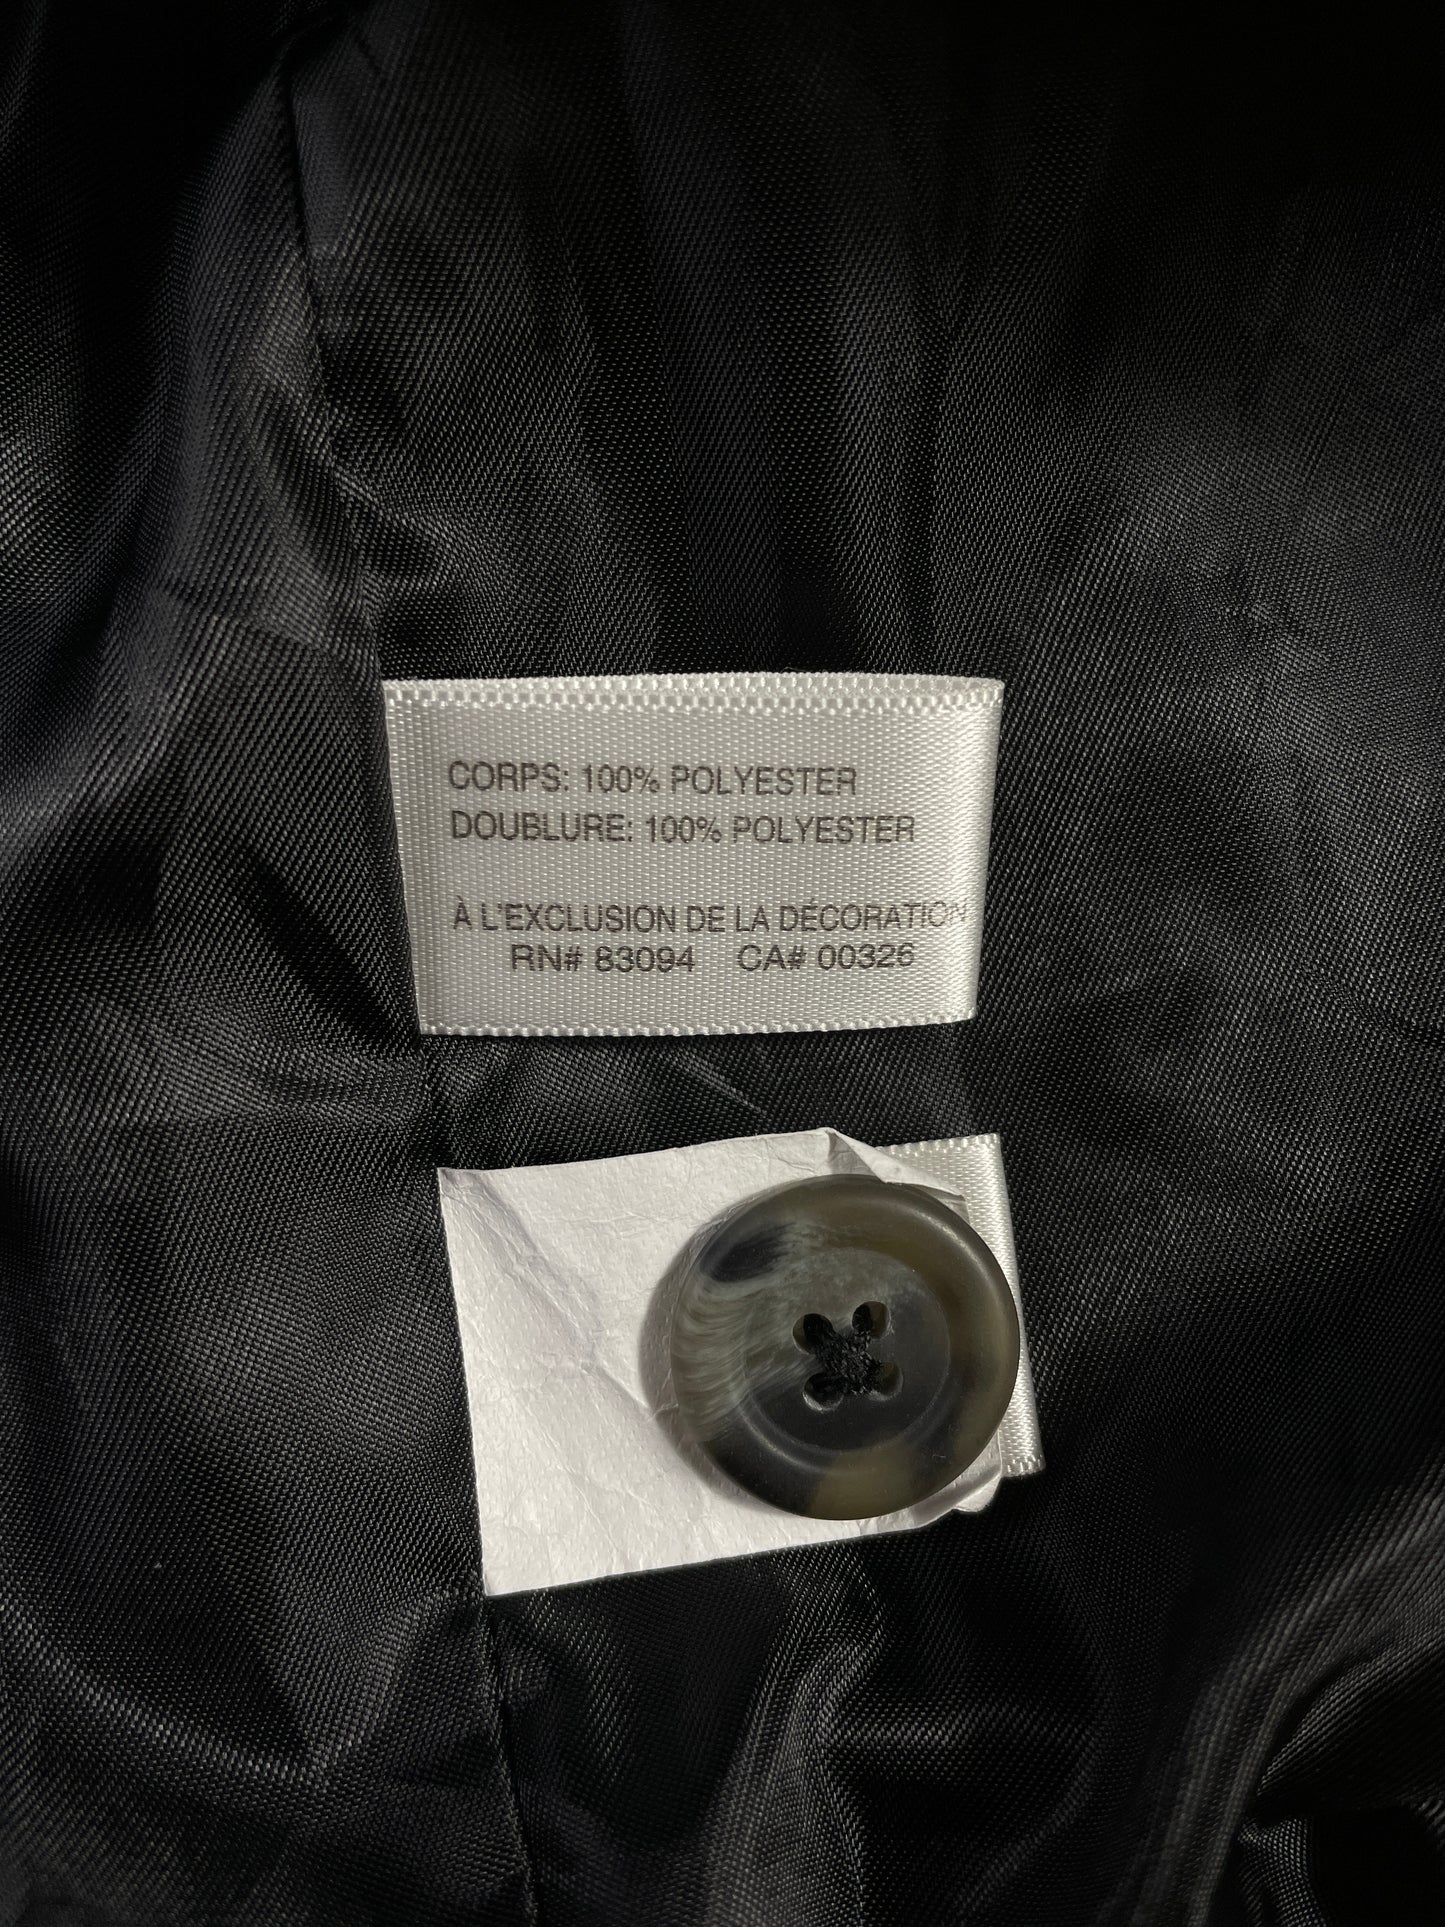 CORPS: 100% POLYESTER
DOUBLURE: 100% POLYESTER
À L'EXCLUSION DE LA DÉCORATION
RN# 83094 CA# 00326